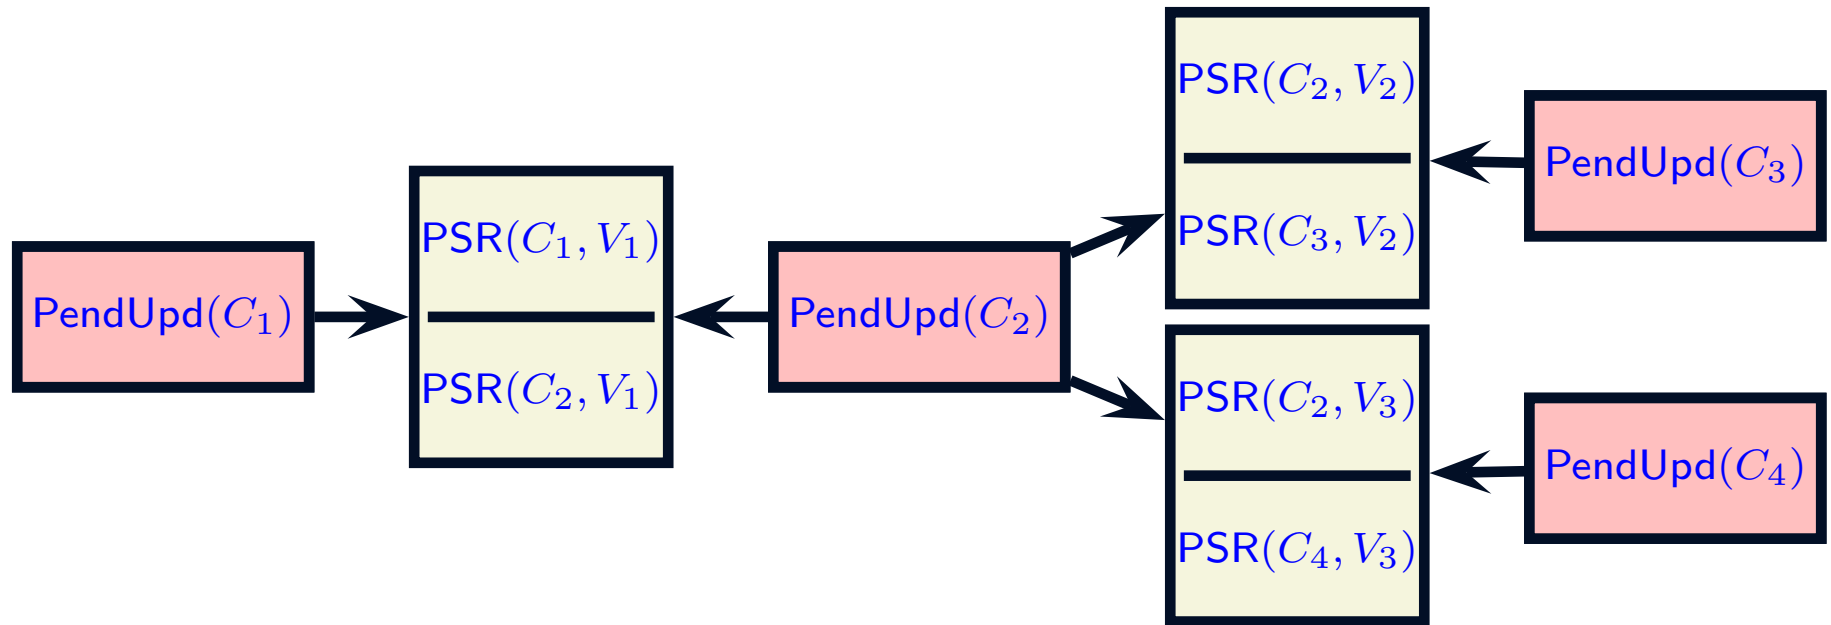 PendUpd(C₁)
PSR(C₁, V₁)
PSR(C₂, V₁)
PendUpd(C₂)
PSR(C₂, V₂)
PSR(C₃, V₂)
PSR(C₂, V₃)
PSR(C₄, V₃)
PendUpd(C₃)
PendUpd(C₄)